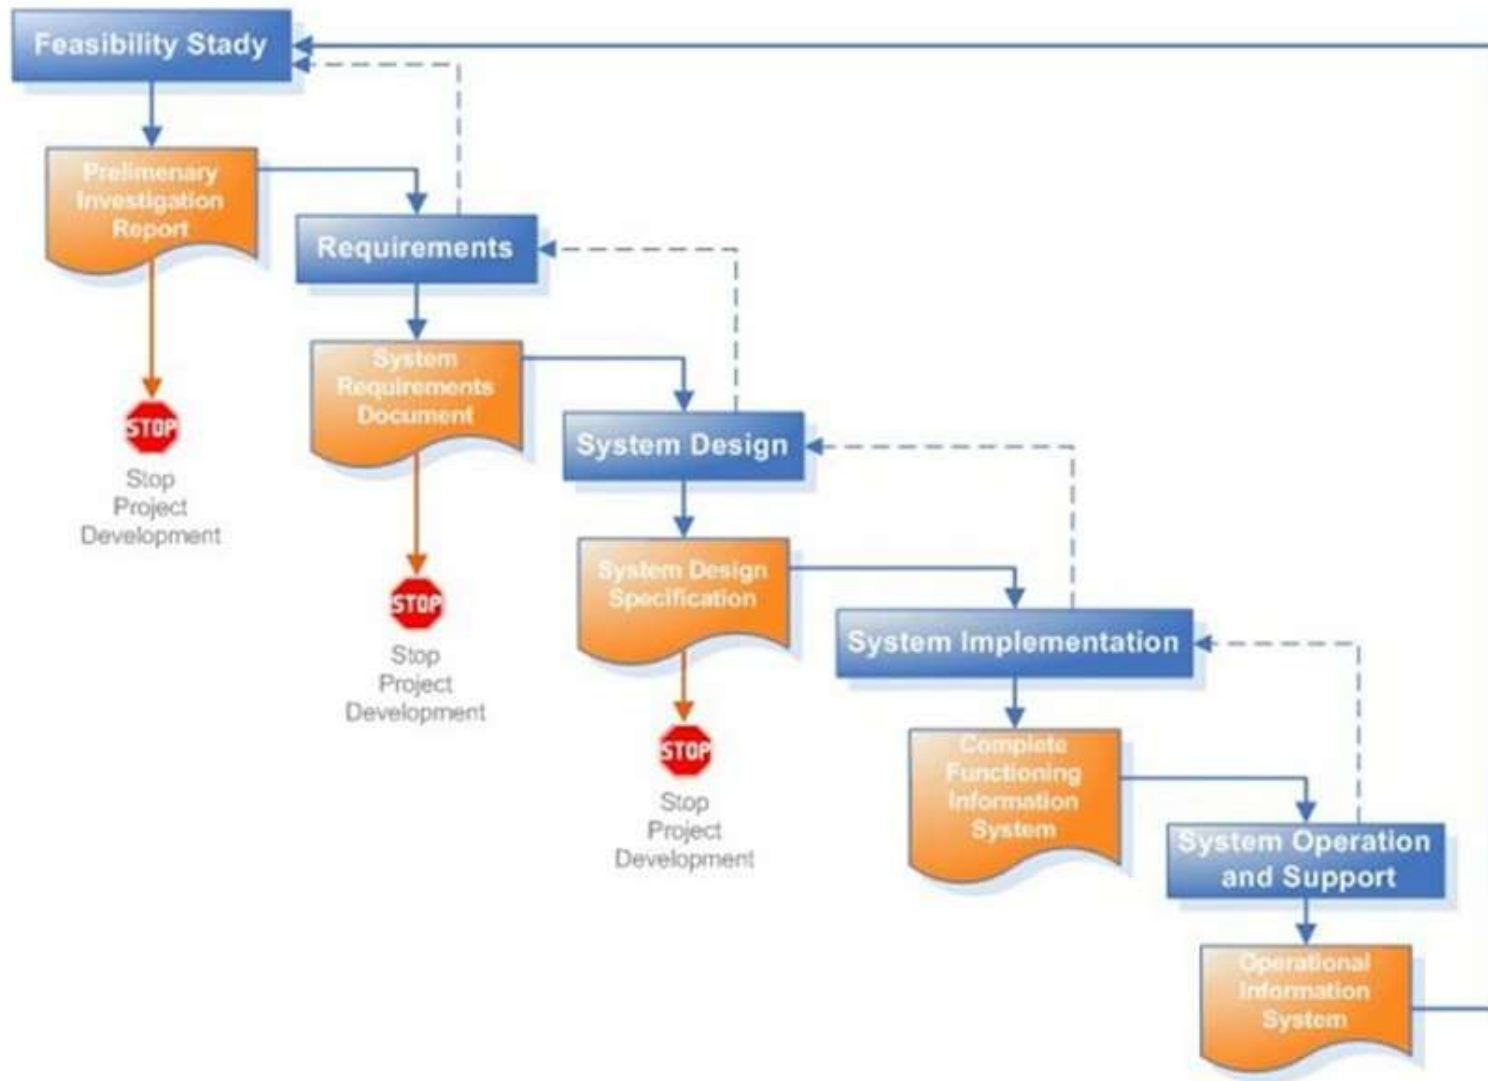 Feasibility Stady
Prelimenary
Investigation
Report
STOP
Stop
Project
Development
Requirements
System
Requirements
Document
STOP
Stop
Project
Development
System Design
System Design
Specification
STOP
Stop
Project
Development
System Implementation
Complete
Functioning
Information
System
System Operation
and Support
Operational
Information
System